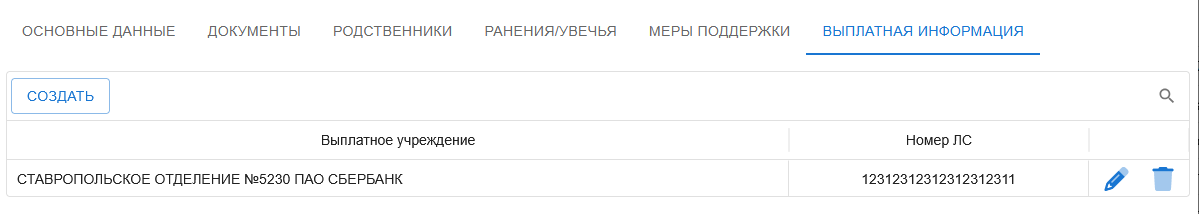 ОСНОВНЫЕ ДАННЫЕ ДОКУМЕНТЫ РОДСТВЕННИКИ РАНЕНИЯ/УВЕЧЬЯ МЕРЫ ПОДДЕРЖКИ ВЫПЛАТНАЯ ИНФОРМАЦИЯ
СОЗДАТЬ
Выплатное учреждение Номер ЛС
СТАВРОПОЛЬСКОЕ ОТДЕЛЕНИЕ №5230 ПАО СБЕРБАНК 12312312312312312311